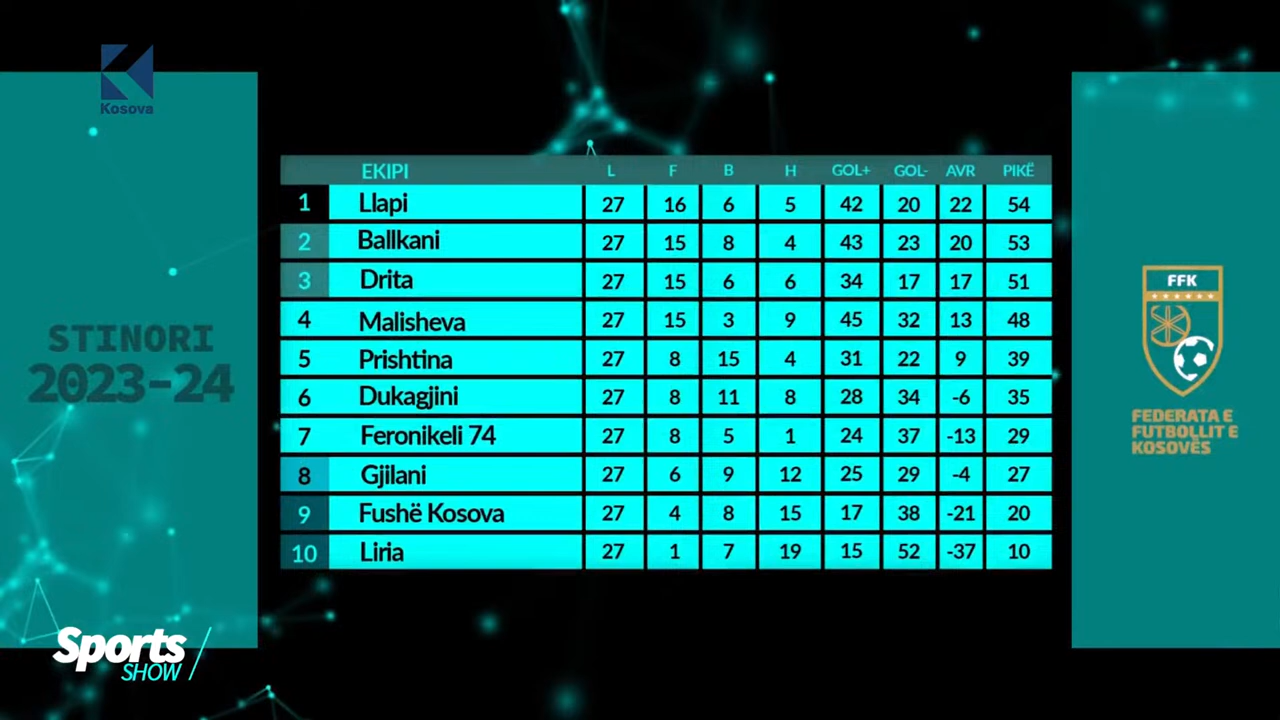 Kosova
EKIPI L F B H GOL+ GOL- AVR PIKË
1 Llapi 27 16 6 5 42 20 22 54
2 Ballkani 27 15 8 4 43 23 20 53
3 Drita 27 15 6 6 34 17 17 51
4 Malisheva 27 15 3 9 45 32 13 48
5 Prishtina 27 8 15 4 31 22 9 39
6 Dukagjini 27 8 11 8 28 34 -6 35
7 Feronikeli 74 27 8 5 1 24 37 -13 29
8 Gjilani 27 6 9 12 25 29 -4 27
9 Fushë Kosova 27 4 8 15 17 38 -21 20
10 Liria 27 1 7 19 15 52 -37 10
STINORI
2023-24
FFK
FEDERATA E
FUTBOLLIT E
KOSOVËS
Sports
SHOW